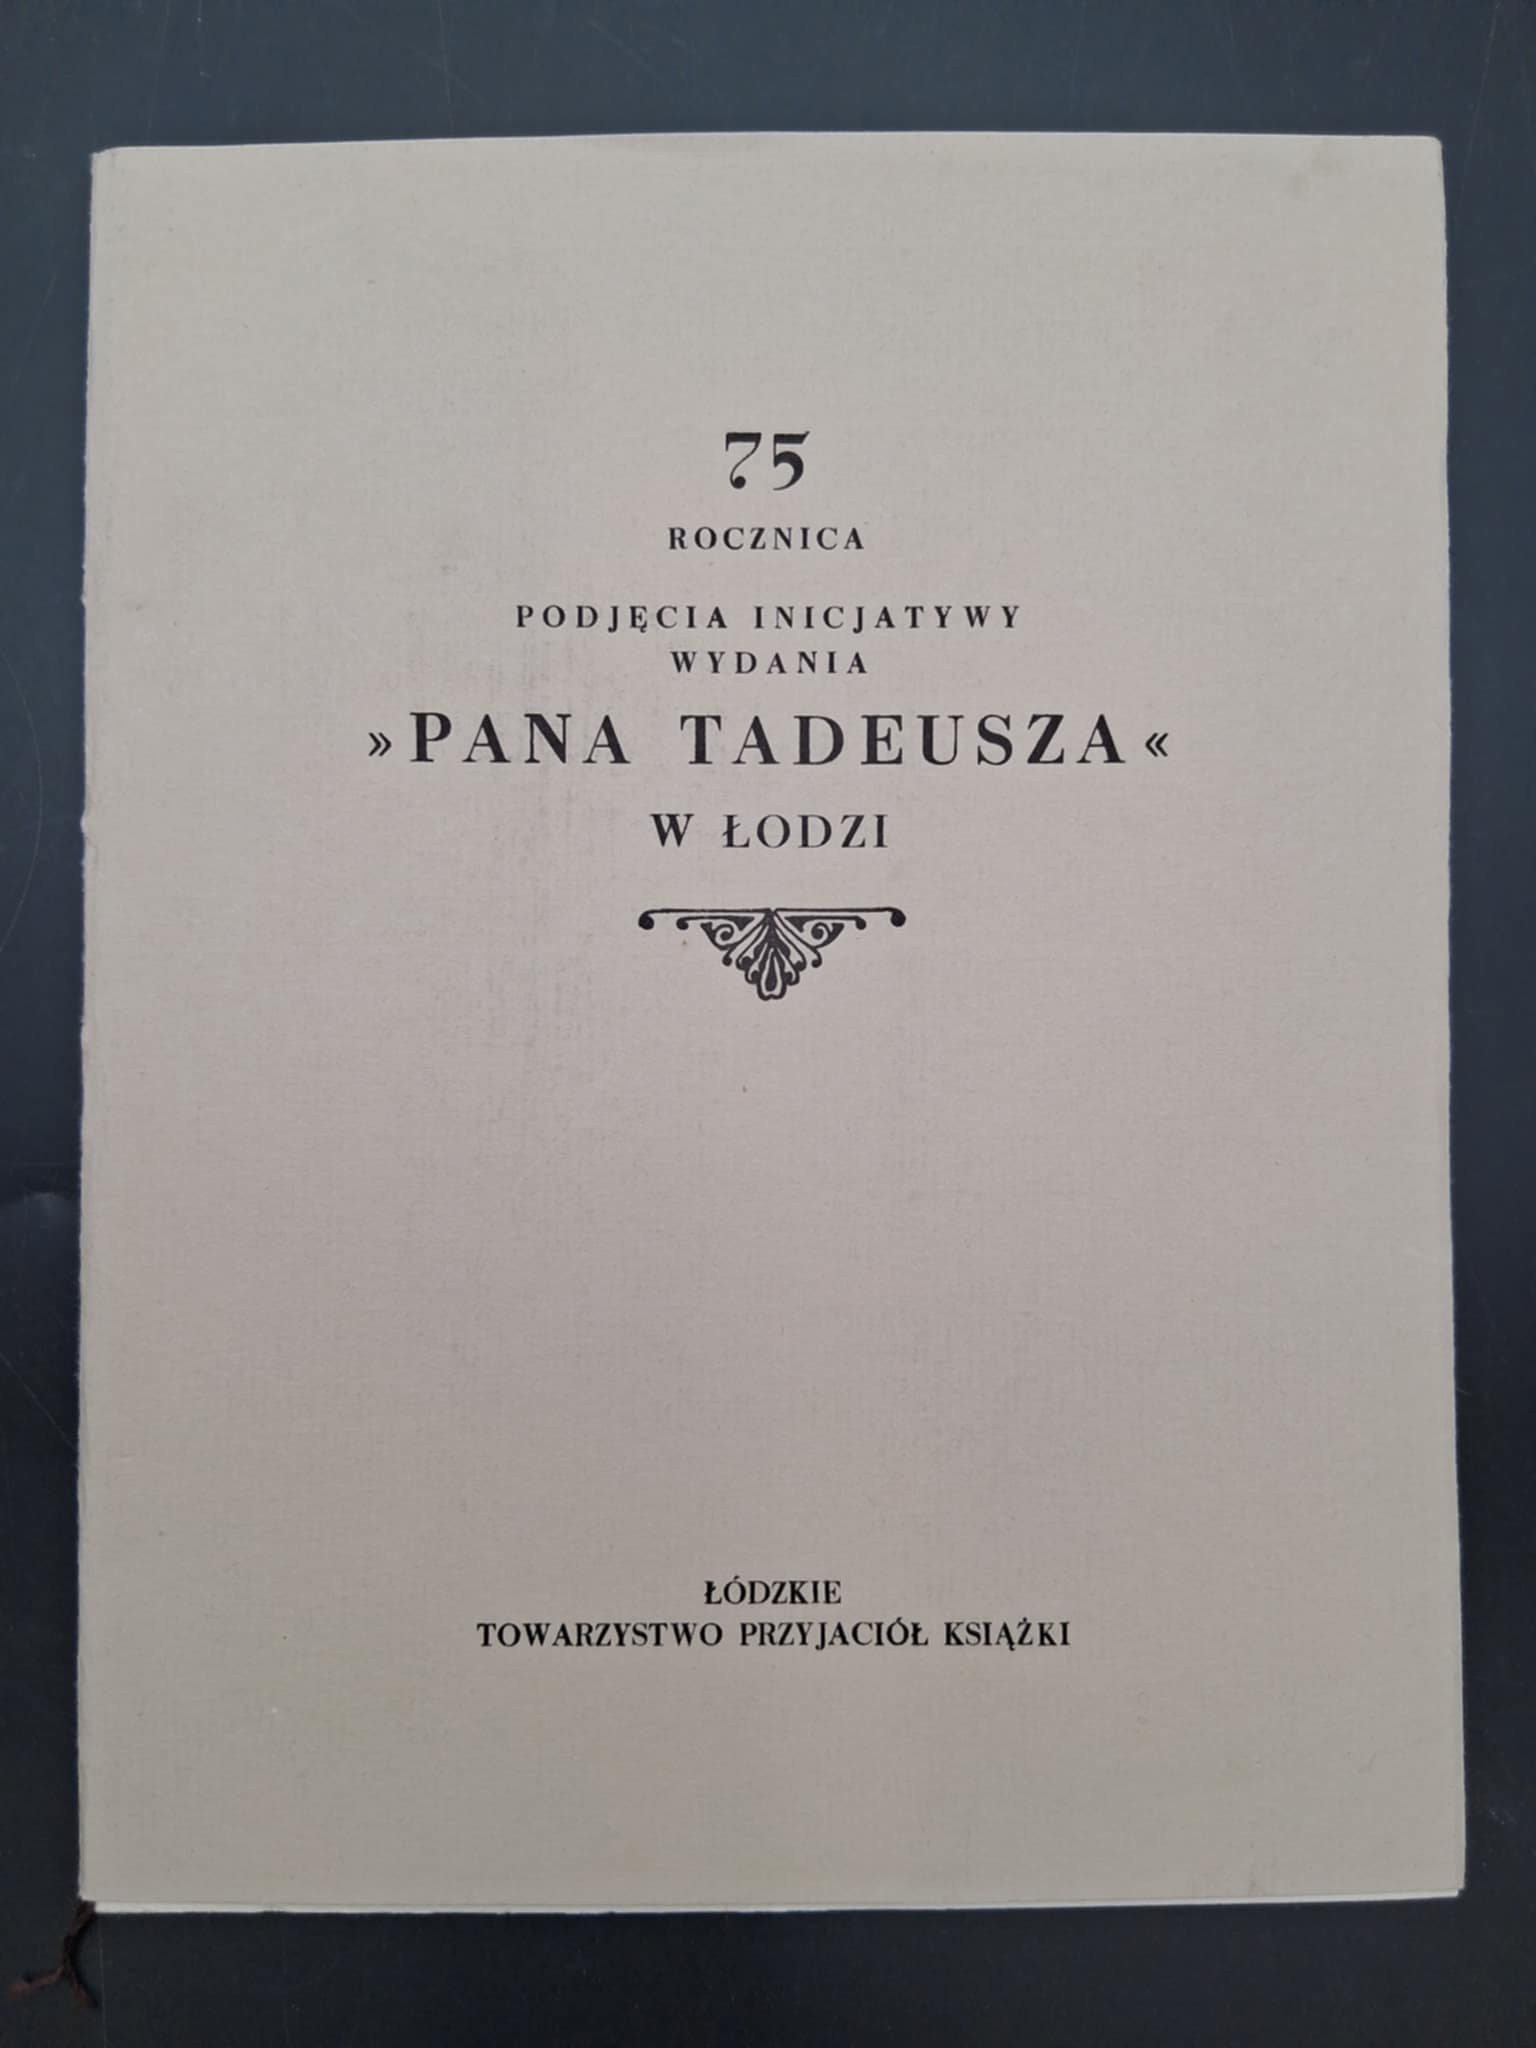 75
ROCZNICA
PODJĘCIA INICJATYWY
WYDANIA
»PANA TADEUSZA«
W ŁODZI
ŁÓDZKIE
TOWARZYSTWO PRZYJACIÓŁ KSIĄŻKI